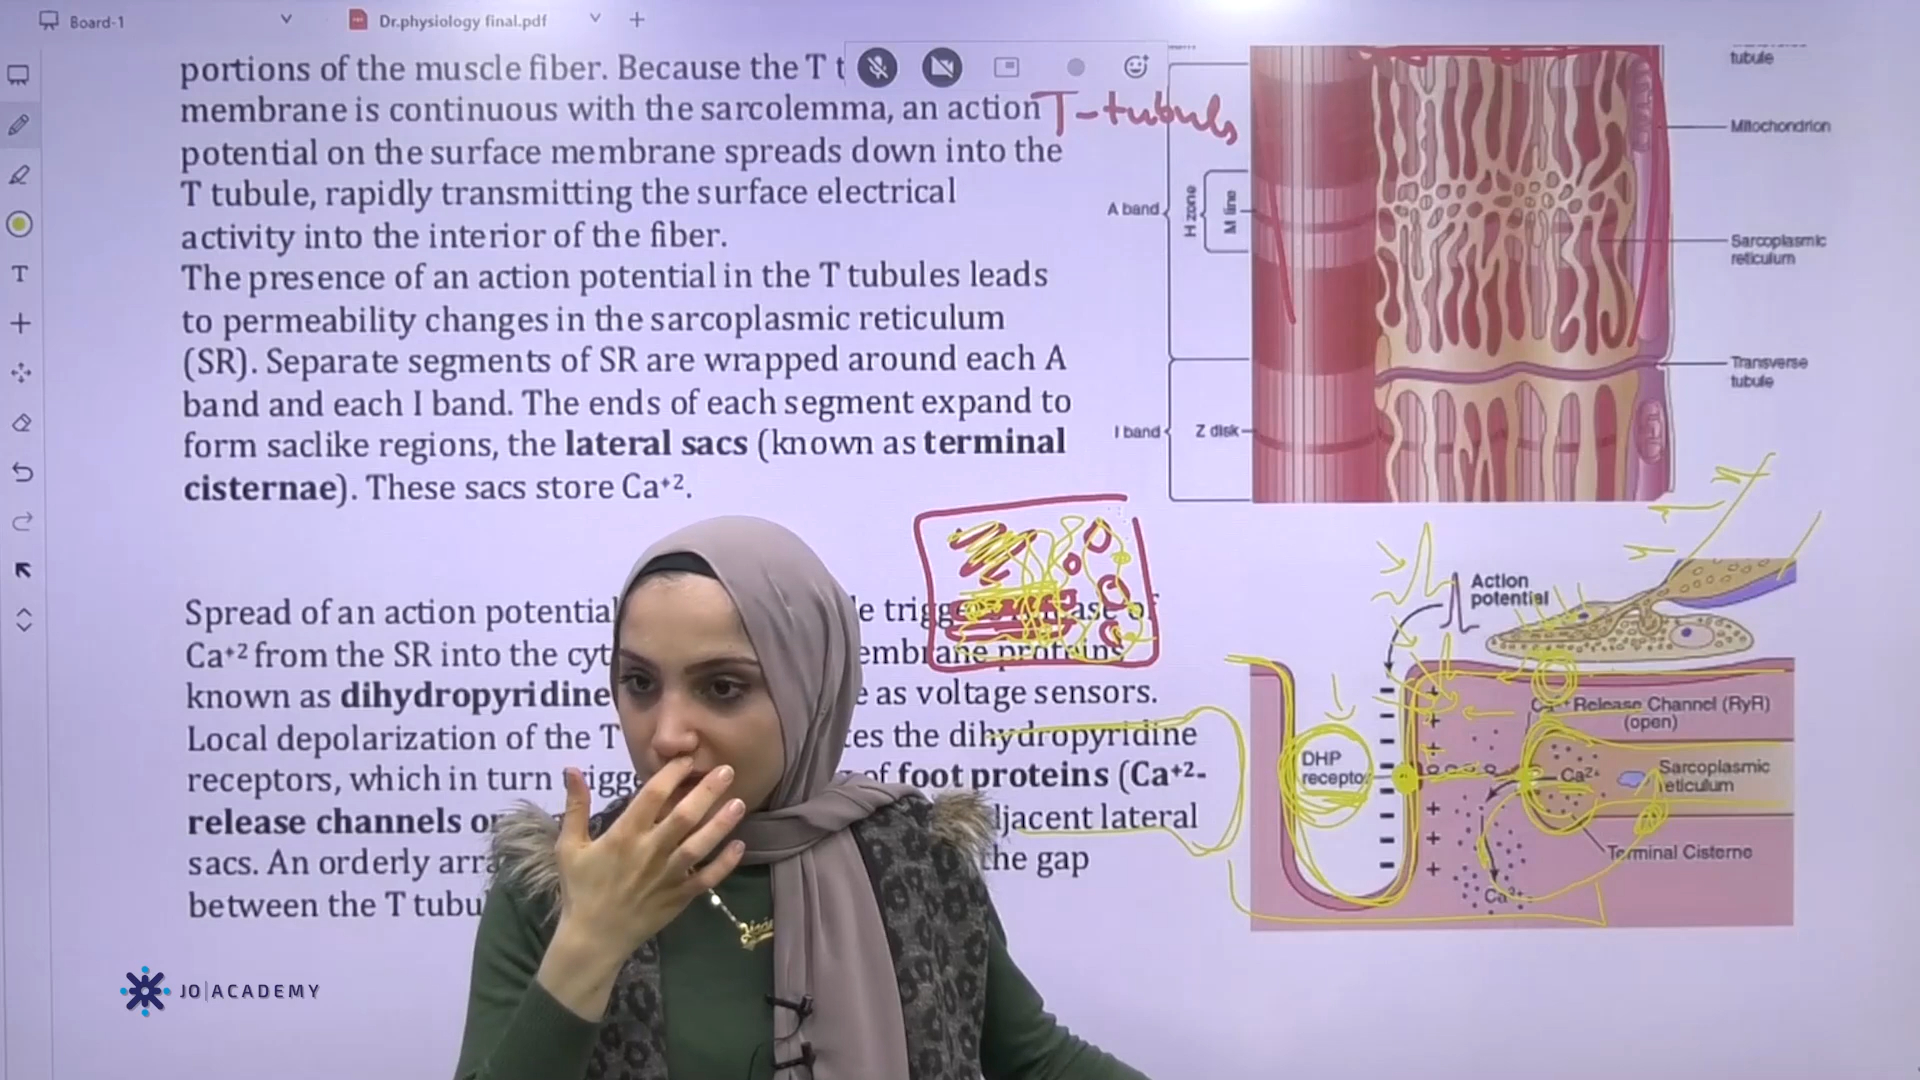 Board-1
Dr.physiology final.pdf
portions of the muscle fiber. Because the T t
membrane is continuous with the sarcolemma, an action
potential on the surface membrane spreads down into the
T tubule, rapidly transmitting the surface electrical
activity into the interior of the fiber.
The presence of an action potential in the T tubules leads
to permeability changes in the sarcoplasmic reticulum
(SR). Separate segments of SR are wrapped around each A
band and each I band. The ends of each segment expand to
form saclike regions, the lateral sacs (known as terminal
cisternae). These sacs store Ca+2.
Spread of an action potential
Ca+2 from the SR into the cyt embrane proteins
known as dihydropyridine e as voltage sensors.
Local depolarization of the T tes the dihydropyridine
receptors, which in turn of foot proteins (Ca+2-
release channels or djacent lateral
sacs. An orderly arra the gap
between the T tubu
T-tubuls
tubule
Mitochondrion
A band
H zone
M line
Sarcoplasmic
reticulum
Transverse
tubule
I band
Z disk
Action
potential
Release Channel (RyR)
(open)
DHP
receptor
Ca2+
Sarcoplasmic
reticulum
Terminal Cisterne
T
JO|ACADEMY